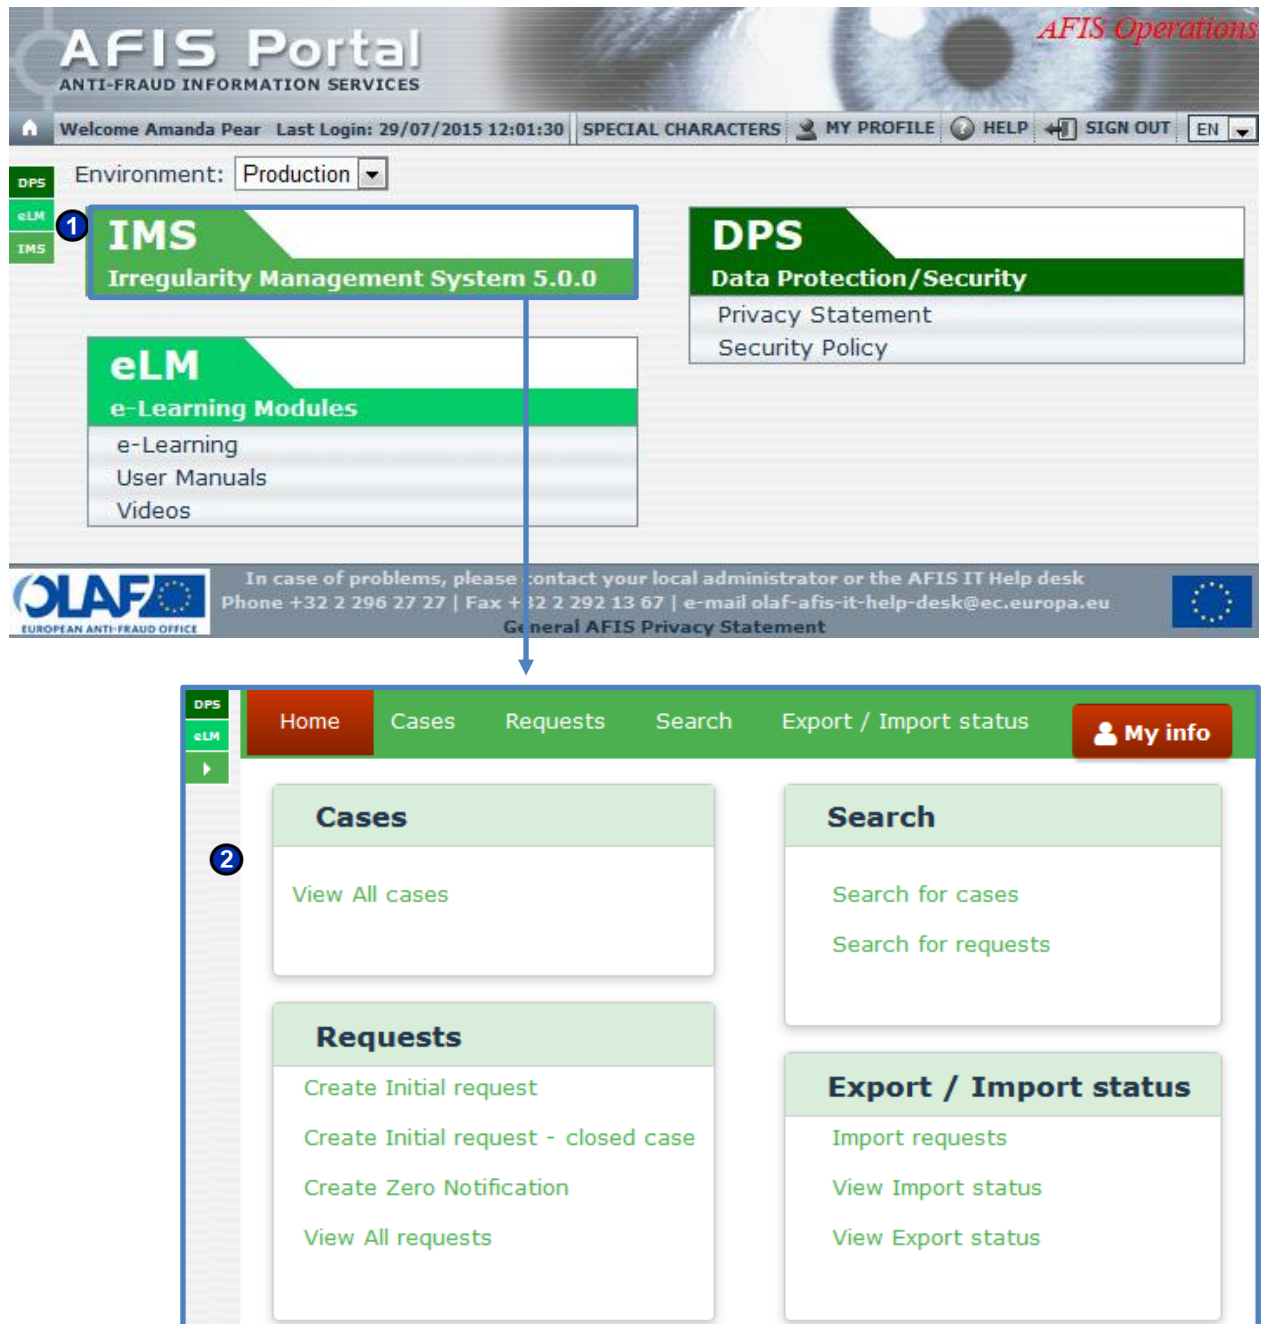 AFIS Portal
ANTI-FRAUD INFORMATION SERVICES
AFIS Operations
Welcome Amanda Pear Last Login: 29/07/2015 12:01:30 SPECIAL CHARACTERS MY PROFILE HELP SIGN OUT EN
DPS
eLM
IMS
Environment: Production
1
IMS
Irregularity Management System 5.0.0
DPS
Data Protection/Security
Privacy Statement
Security Policy
eLM
e-Learning Modules
e-Learning
User Manuals
Videos
OLAF
EUROPEAN ANTI-FRAUD OFFICE
In case of problems, please contact your local administrator or the AFIS IT Help desk
Phone +32 2 296 27 27 | Fax +32 2 292 13 67 | e-mail olaf-afis-it-help-desk@ec.europa.eu
General AFIS Privacy Statement
DPS
eLM
Home Cases Requests Search Export / Import status My info
2
Cases
View All cases
Search
Search for cases
Search for requests
Requests
Create Initial request
Create Initial request - closed case
Create Zero Notification
View All requests
Export / Import status
Import requests
View Import status
View Export status